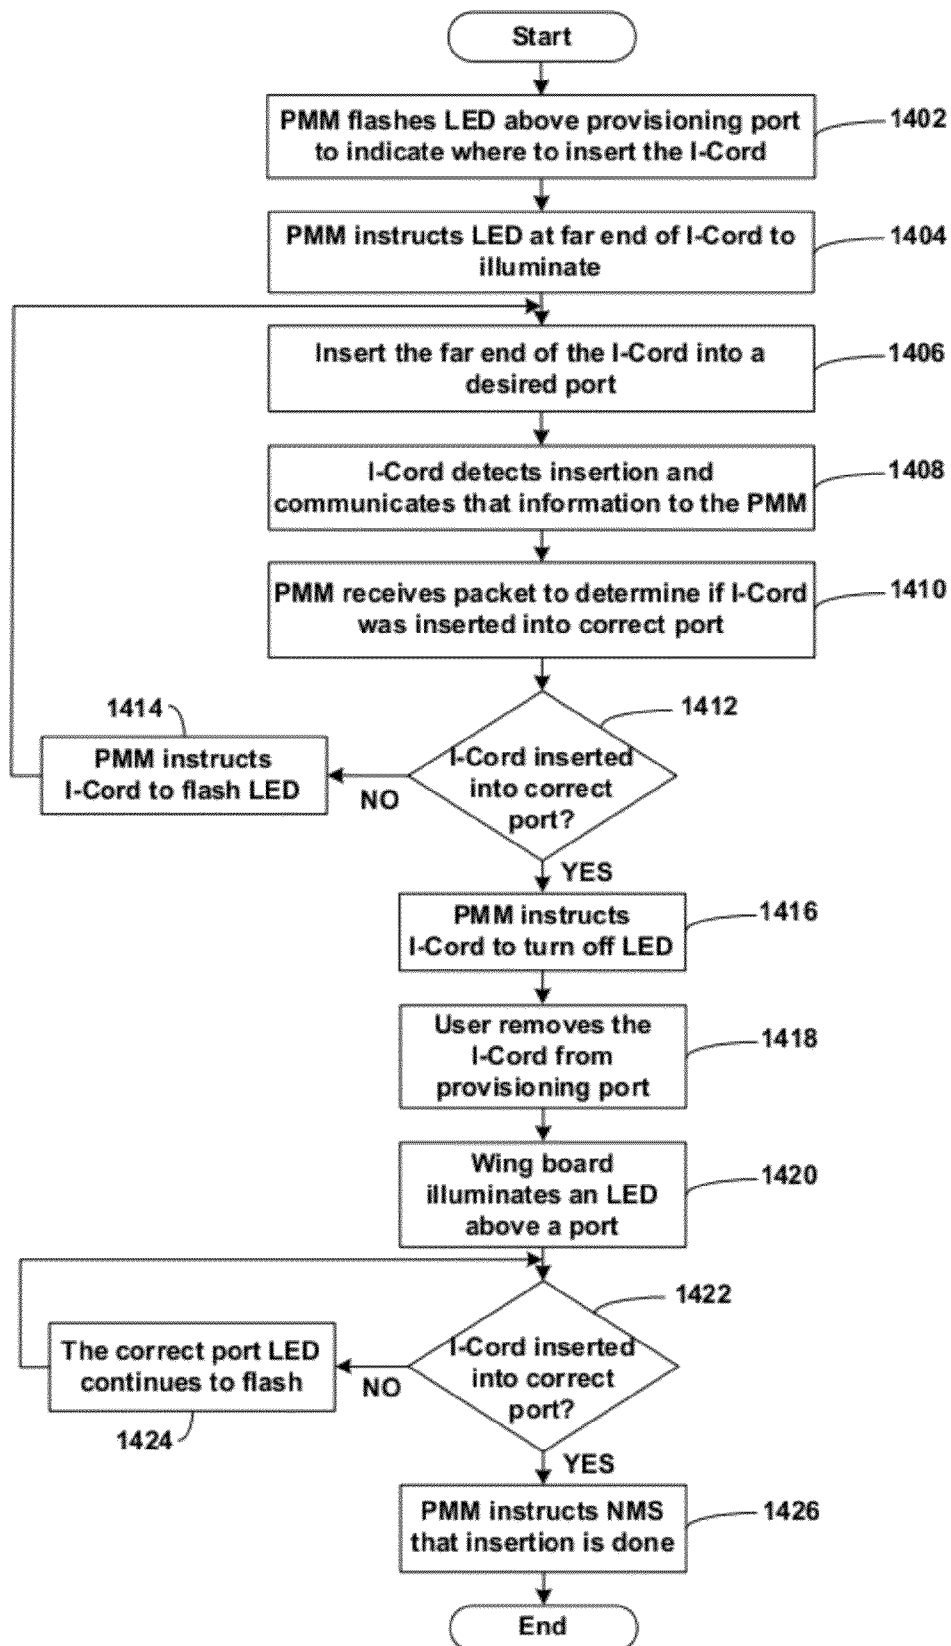 Start
PMM flashes LED above provisioning port
to indicate where to insert the I-Cord
1402
PMM instructs LED at far end of I-Cord to
illuminate
1404
Insert the far end of the I-Cord into a
desired port
1406
I-Cord detects insertion and
communicates that information to the PMM
1408
PMM receives packet to determine if I-Cord
was inserted into correct port
1410
I-Cord inserted
into correct
port?
1412
NO
1414
PMM instructs
I-Cord to flash LED
YES
PMM instructs
I-Cord to turn off LED
1416
User removes the
I-Cord from
provisioning port
1418
Wing board
illuminates an LED
above a port
1420
I-Cord inserted
into correct
port?
1422
NO
The correct port LED
continues to flash
1424
YES
PMM instructs NMS
that insertion is done
1426
End